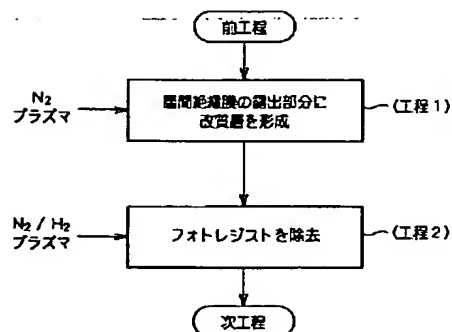 前工程
N₂
プラズマ
層間絶縁膜の露出部分に
改質層を形成
(工程1)
N₂ / H₂
プラズマ
フォトレジストを除去
(工程2)
次工程